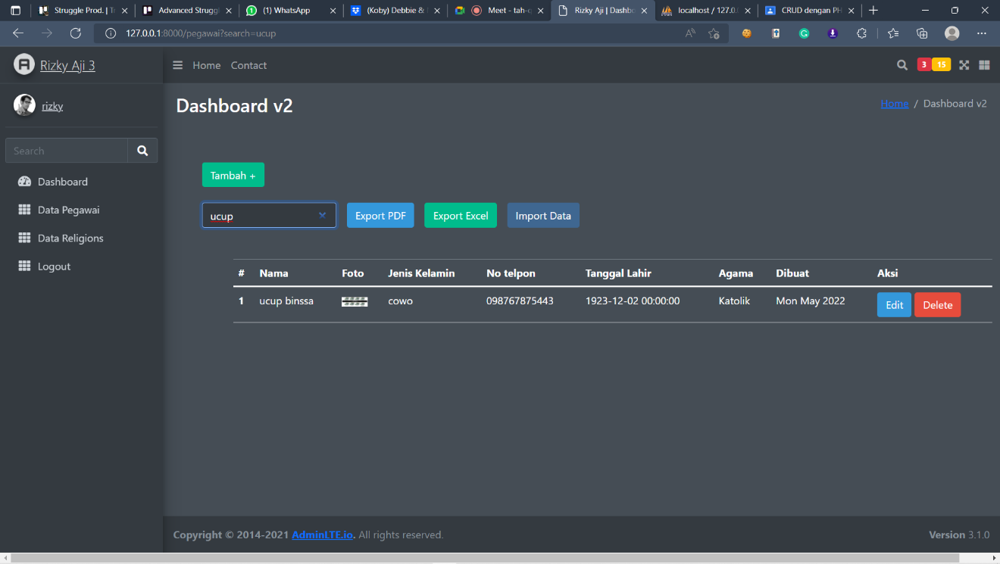 Struggle Prod. | Tr
Advanced Struggl
(1) WhatsApp
(Koby) Debbie &
Meet - tah-q
Rizky Aji | Dashbo
localhost / 127.0.
CRUD dengan PH
127.0.0.1:8000/pegawai?search=ucup
Rizky Aji 3
Home Contact
3 15
rizky
Dashboard v2
Home / Dashboard v2
Search
Dashboard
Data Pegawai
Data Religions
Logout
Tambah +
ucup
Export PDF Export Excel Import Data
# Nama Foto Jenis Kelamin No telpon Tanggal Lahir Agama Dibuat Aksi
1 ucup binssa cowo 098767875443 1923-12-02 00:00:00 Katolik Mon May 2022 Edit Delete
Copyright © 2014-2021 AdminLTE.io. All rights reserved.
Version 3.1.0